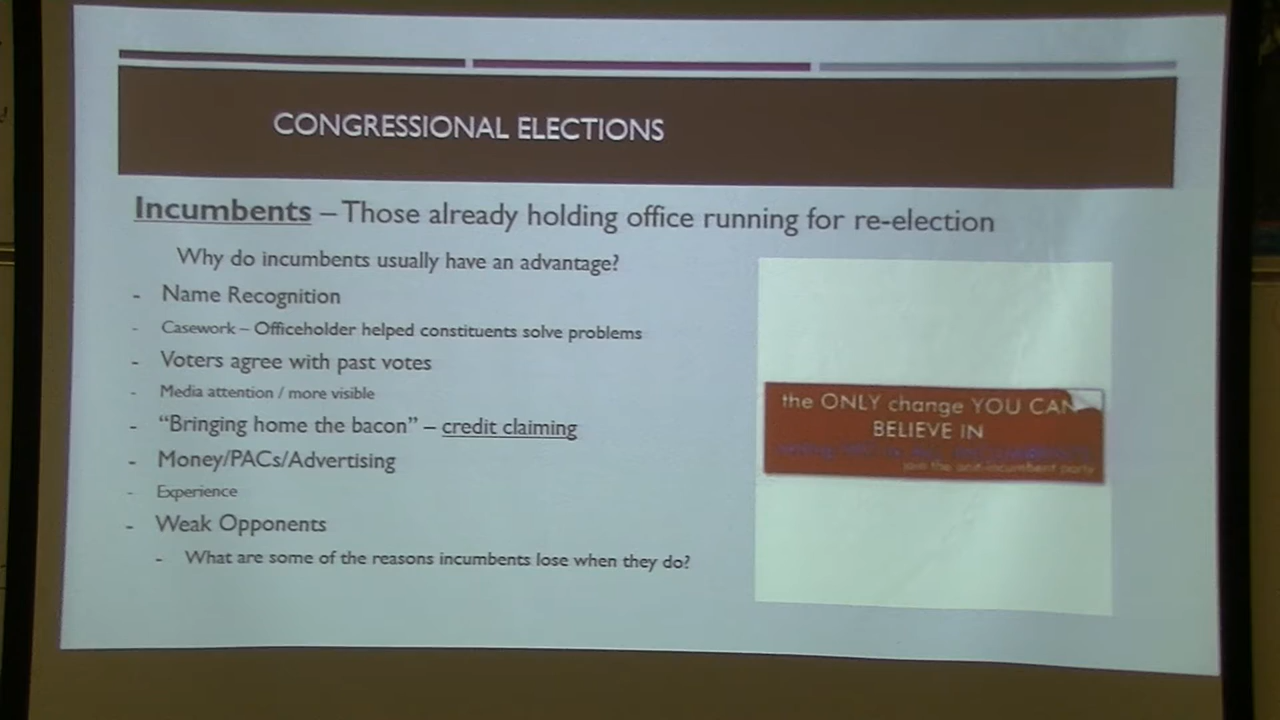 CONGRESSIONAL ELECTIONS
Incumbents – Those already holding office running for re-election
Why do incumbents usually have an advantage?
- Name Recognition
- Casework – Officeholder helped constituents solve problems
- Voters agree with past votes
- Media attention / more visible
- “Bringing home the bacon” – credit claiming
- Money/PACs/Advertising
- Experience
- Weak Opponents
- What are some of the reasons incumbents lose when they do?
the ONLY change YOU CAN
BELIEVE IN
join the anti-incumbent party